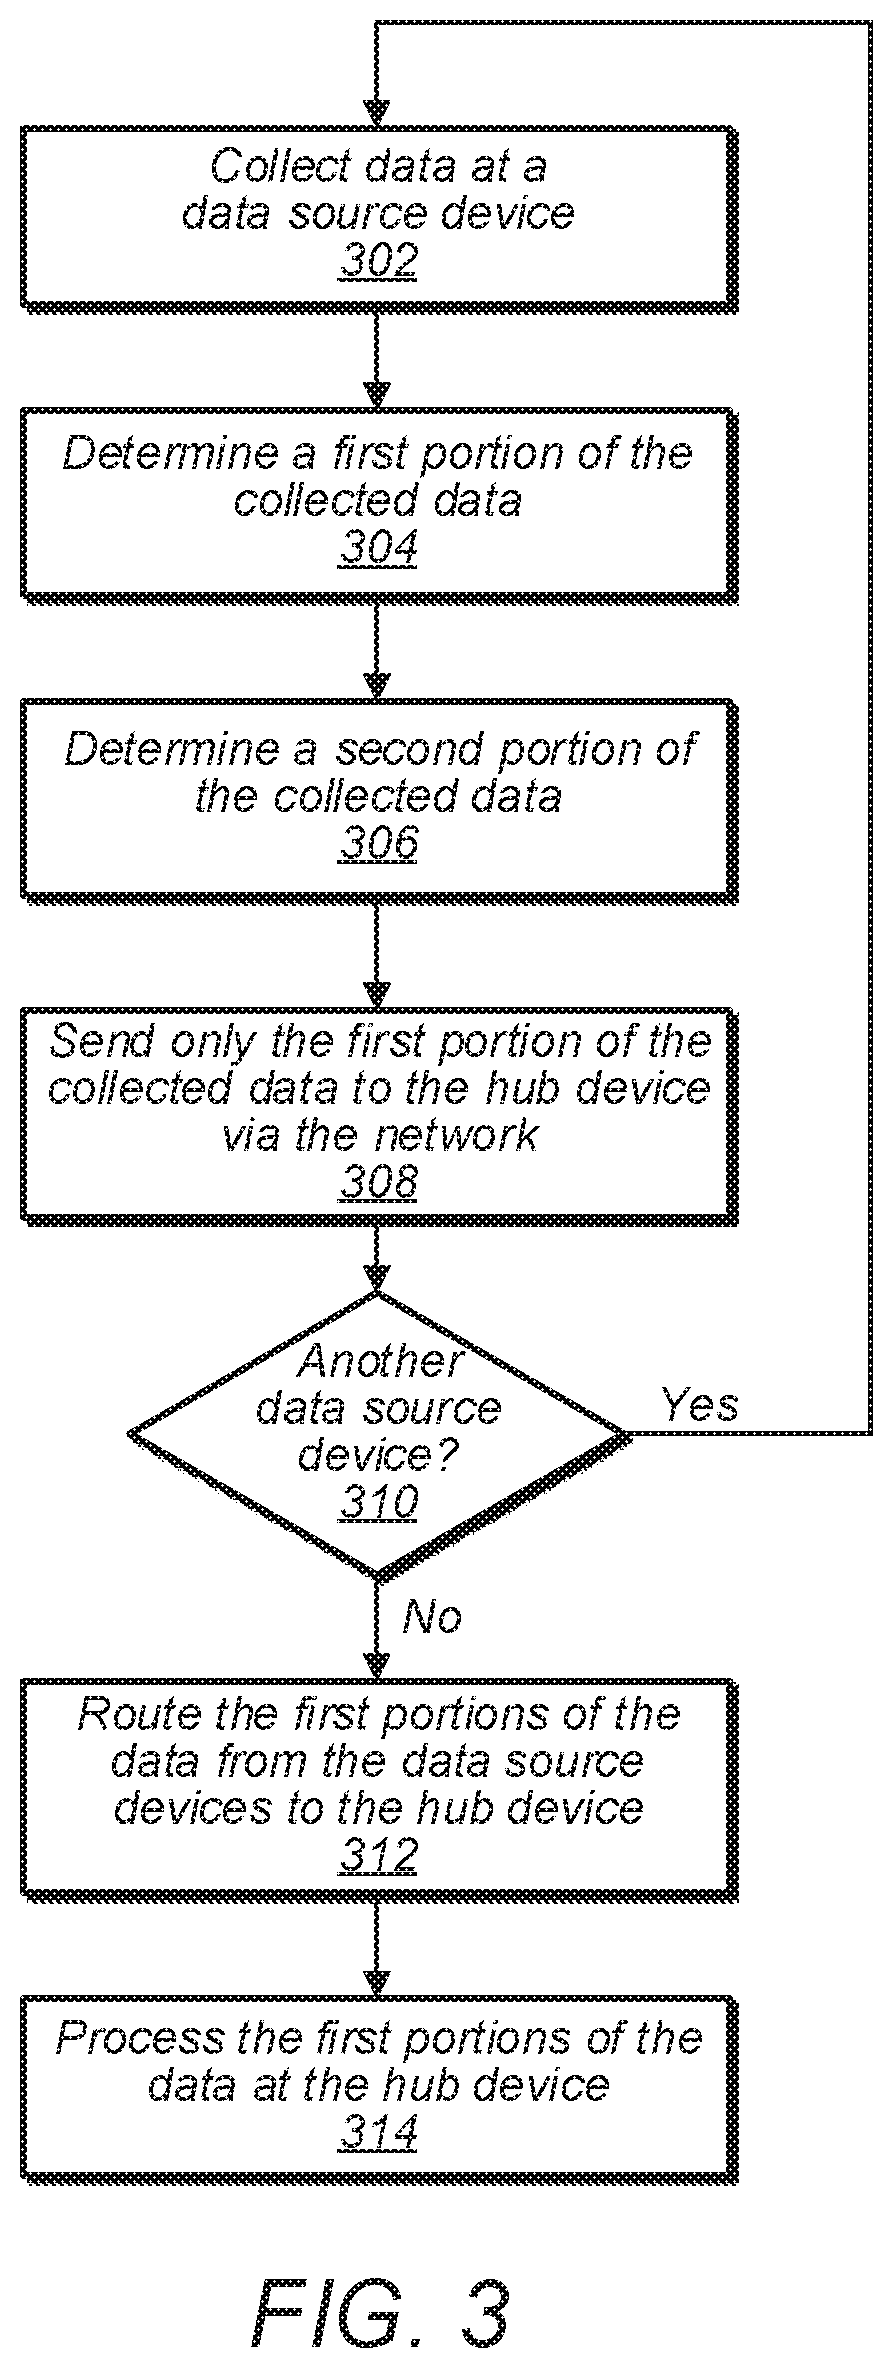 Collect data at a
data source device
302
Determine a first portion of the
collected data
304
Determine a second portion of
the collected data
306
Send only the first portion of the
collected data to the hub device
via the network
308
Another
data source
device?
310
Yes
No
Route the first portions of the
data from the data source
devices to the hub device
312
Process the first portions of the
data at the hub device
314
FIG. 3